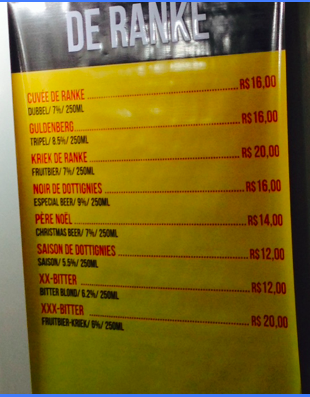 DE RANKE
CUVÉE DE RANKE R$16,00
DUBBEL/ 7%/ 250ML
GULDENBERG R$16,00
TRIPEL/ 8.5%/ 250ML
KRIEK DE RANKE R$ 20,00
FRUITBIER/ 7%/ 250ML
NOIR DE DOTTIGNIES R$16,00
ESPECIAL BEER/ 9%/ 250ML
PÈRE NOËL R$14,00
CHRISTMAS BEER/ 7%/ 250ML
SAISON DE DOTTIGNIES R$12,00
SAISON/ 5.5%/ 250ML
XX-BITTER R$12,00
BITTER BLOND/ 6.2%/ 250ML
XXX-BITTER R$ 20,00
FRUITBIER-KRIEK/ 6%/ 250ML